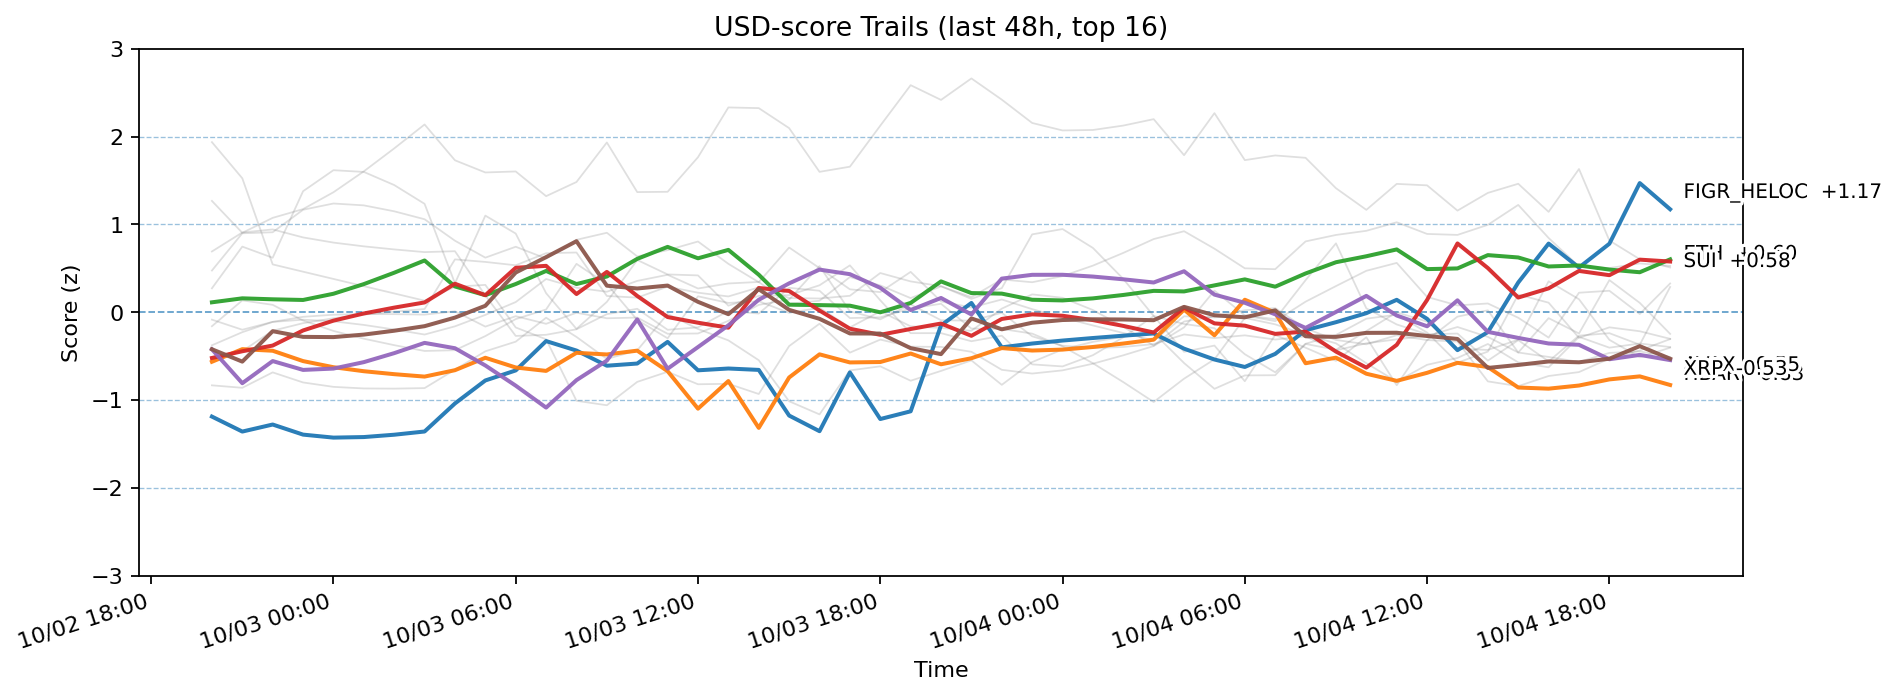 USD-score Trails (last 48h, top 16)
Score (z)
3
2
1
0
−1
−2
−3
FIGR_HELOC +1.17
ETH +0.60
SUI +0.58
10/02 18:00
10/03 00:00
10/03 06:00
10/03 12:00
10/03 18:00
10/04 00:00
10/04 06:00
10/04 12:00
10/04 18:00
Time